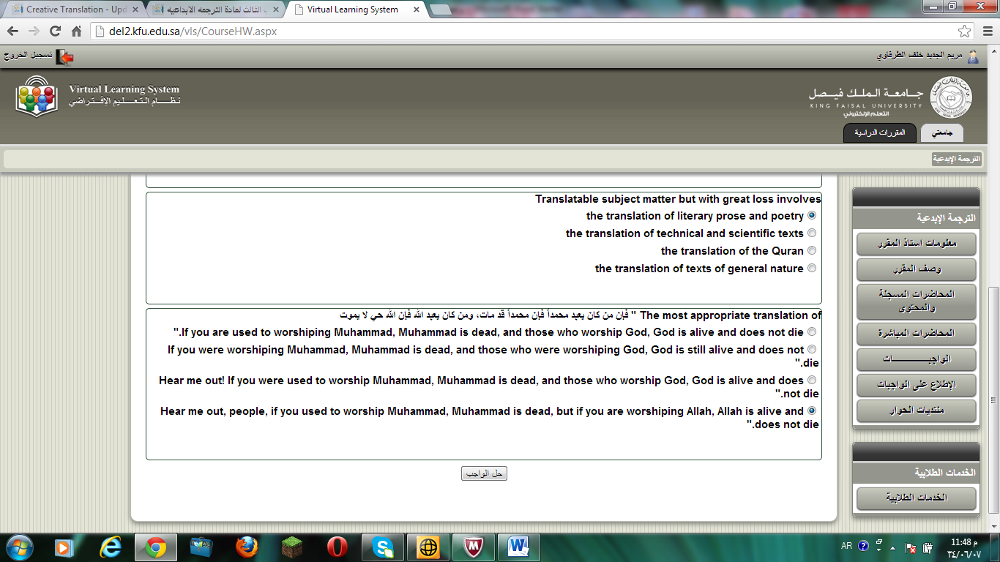 Creative Translation - Upd
ب الثالث لمادة الترجمه الابداعيه
Virtual Learning System
del2.kfu.edu.sa/vls/CourseHW.aspx
تسجيل الخروج
مريم الجديد خلف الطرفاوي
Virtual Learning System
نظام التعليم الإفتراضي
جامعة الملك فيصل
KING FAISAL UNIVERSITY
التعلم الإلكتروني
جامعتي
المقررات الدراسية
الترجمة الإبدعية
Translatable subject matter but with great loss involves
the translation of literary prose and poetry
the translation of technical and scientific texts
the translation of the Quran
the translation of texts of general nature
فإن من كان يعبد محمداً فإن محمداً قد مات، ومن كان يعبد الله فإن الله حي لا يموت " The most appropriate translation of
".If you are used to worshiping Muhammad, Muhammad is dead, and those who worship God, God is alive and does not die
If you were worshiping Muhammad, Muhammad is dead, and those who were worshiping God, God is still alive and does not
".die
Hear me out! If you were used to worship Muhammad, Muhammad is dead, and those who worship God, God is alive and does
".not die
Hear me out, people, if you used to worship Muhammad, Muhammad is dead, but if you are worshiping Allah, Allah is alive and
".does not die
حل الواجب
الترجمة الإبدعية
معلومات استاذ المقرر
وصف المقرر
المحاضرات المسجلة
والمحتوى
المحاضرات المباشرة
الواجبـــــــــات
الإطلاع على الواجبات
منتديات الحوار
الخدمات الطلابية
الخدمات الطلابية
AR
11:48 م
٣٤/٠٦/٠٧